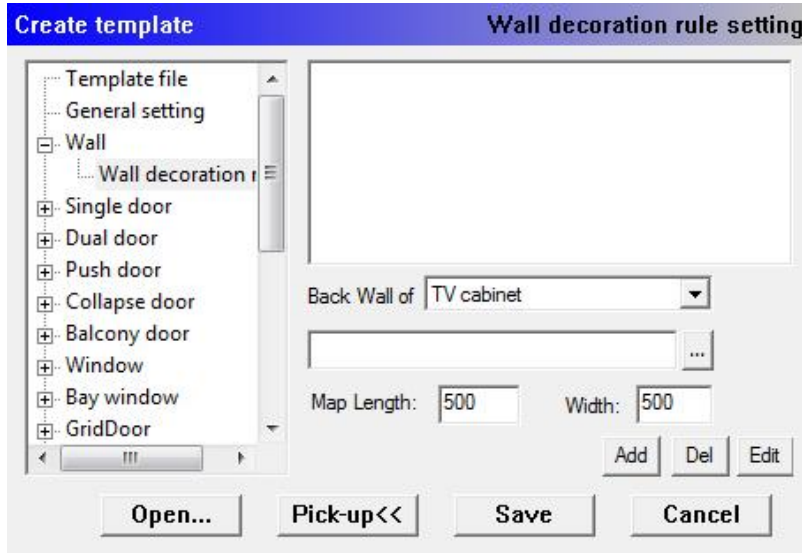 Create template
Wall decoration rule setting
Template file
General setting
Wall
Wall decoration r
Single door
Dual door
Push door
Collapse door
Balcony door
Window
Bay window
GridDoor
Back Wall of TV cabinet
...
Map Length: 500 Width: 500
Add Del Edit
Open... Pick-up<< Save Cancel